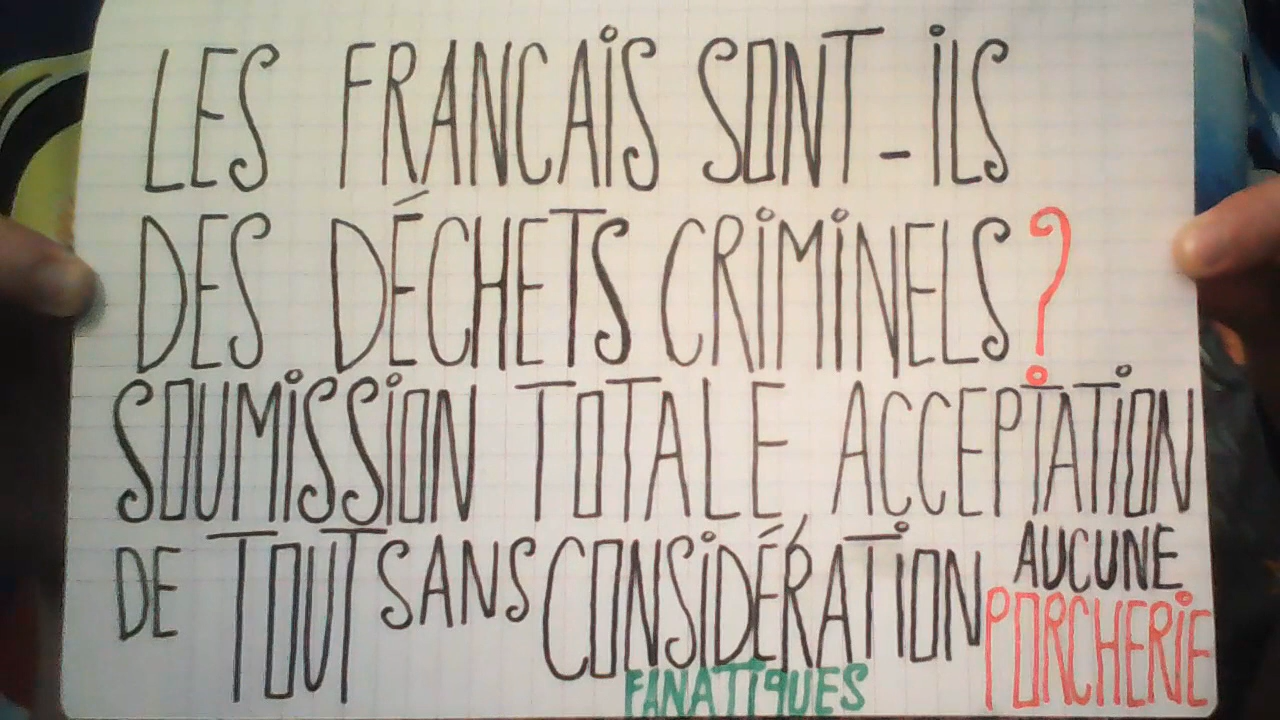 LES FRANCAiS SONT-iLS
DES DÉCHETS CRiMiNELS?
SOUMiSSiON TOTALE, ACCEPTATiON
DE TOUT SANS CONSiDÉRATiON AUCUNE
PORCHERiE
FANATiQUES